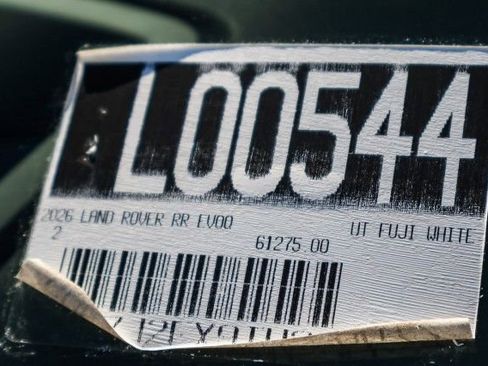 L00544
2026 LAND ROVER RR EVOQ UT FUJI WHITE
2 61275.00